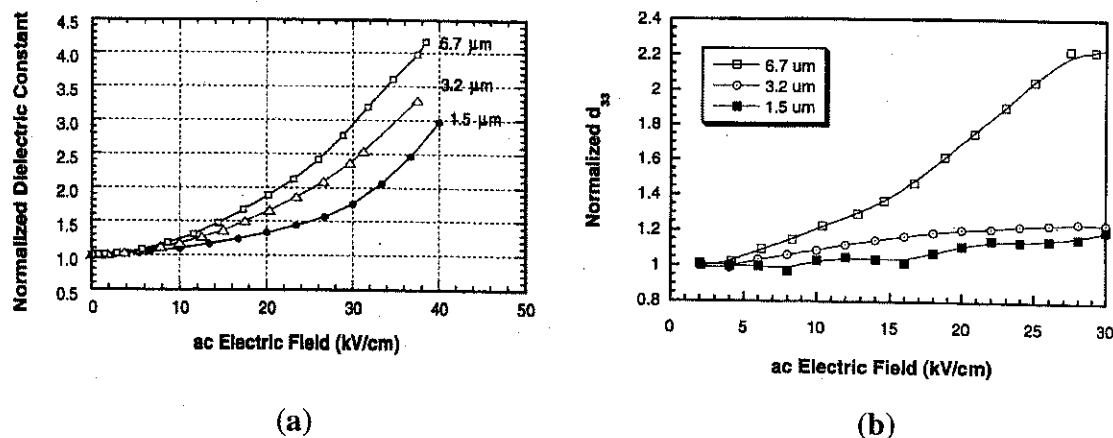 Normalized Dielectric Constant
4.5
4.0
3.5
3.0
2.5
2.0
1.5
1.0
0.5
6.7 µm
3.2 µm
1.5 µm
0 10 20 30 40 50
ac Electric Field (kV/cm)
(a)
Normalized d33
2.4
2.2
2
1.8
1.6
1.4
1.2
1
0.8
6.7 um
3.2 um
1.5 um
0 5 10 15 20 25 30
ac Electric Field (kV/cm)
(b)